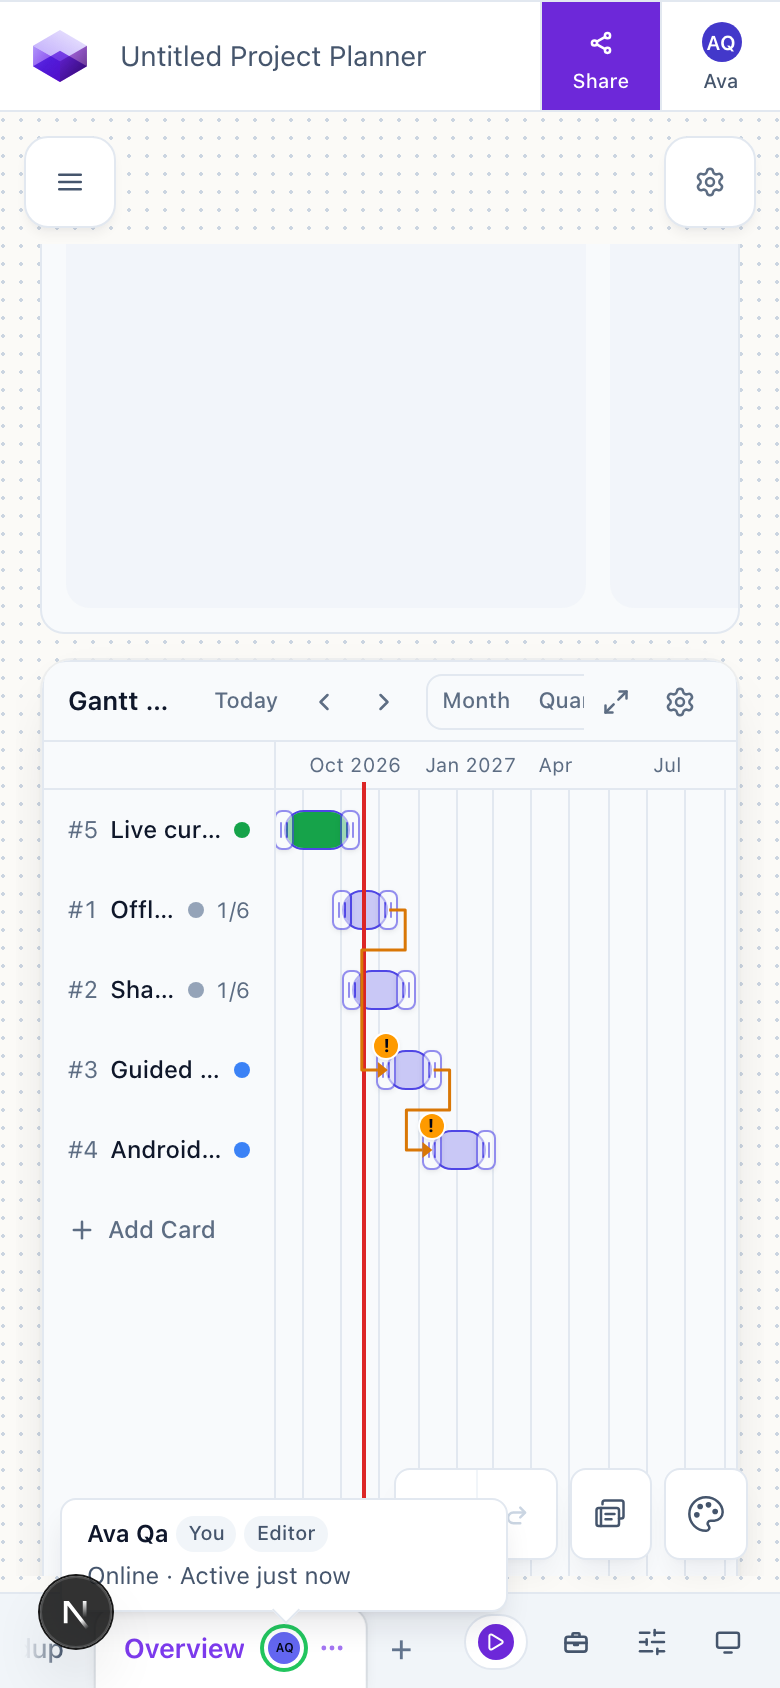 Untitled Project Planner
Share
AQ
Ava
Gantt ...
Today
Month
Quar
Oct 2026
Jan 2027
Apr
Jul
#5 Live cur...
#1 Offl... 1/6
#2 Sha... 1/6
!
#3 Guided ...
!
#4 Android...
+ Add Card
Ava Qa You Editor
Online · Active just now
N
lup
Overview
AQ